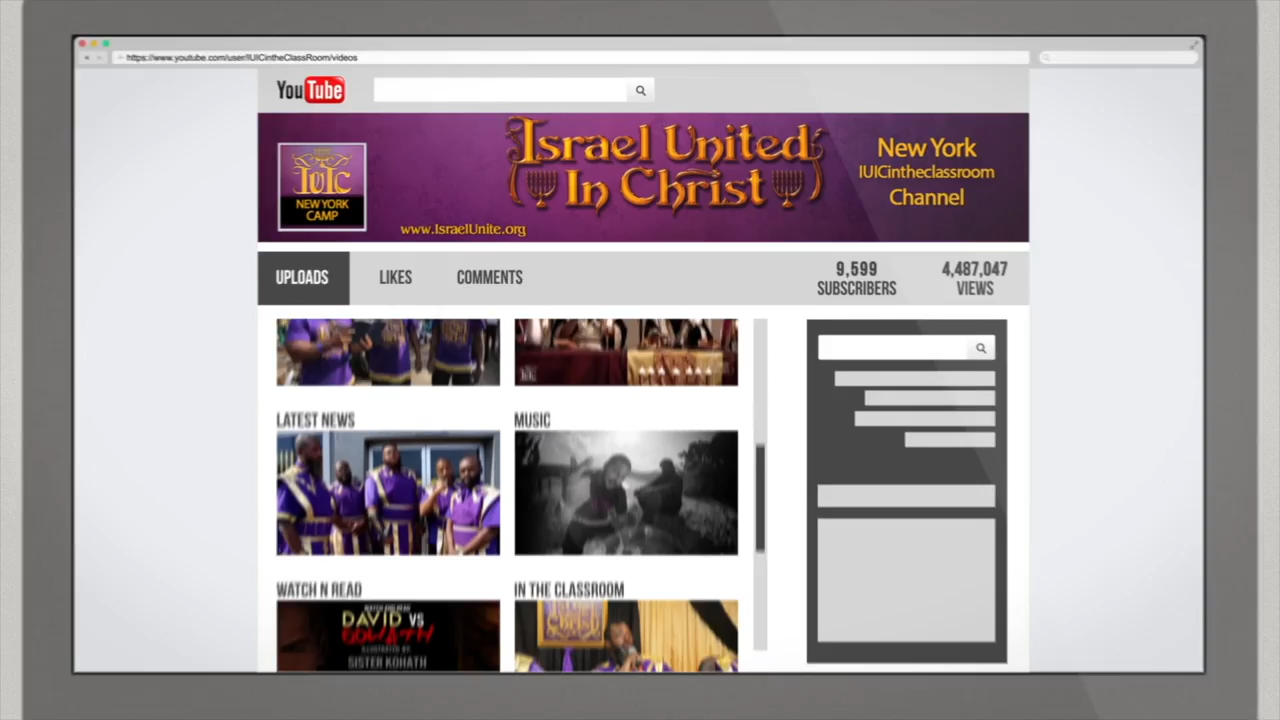 https://www.youtube.com/user/IUICintheClassRoom/videos
YouTube
Israel United
In Christ
IUIC
NEW YORK
CAMP
www.IsraelUnite.org
New York
IUICintheclassroom
Channel
UPLOADS
LIKES
COMMENTS
9,599
SUBSCRIBERS
4,487,047
VIEWS
LATEST NEWS
MUSIC
WATCH N READ
IN THE CLASSROOM
DAVID VS
GOLIATH
ILLUSTRATED BY
SISTER KOHATH